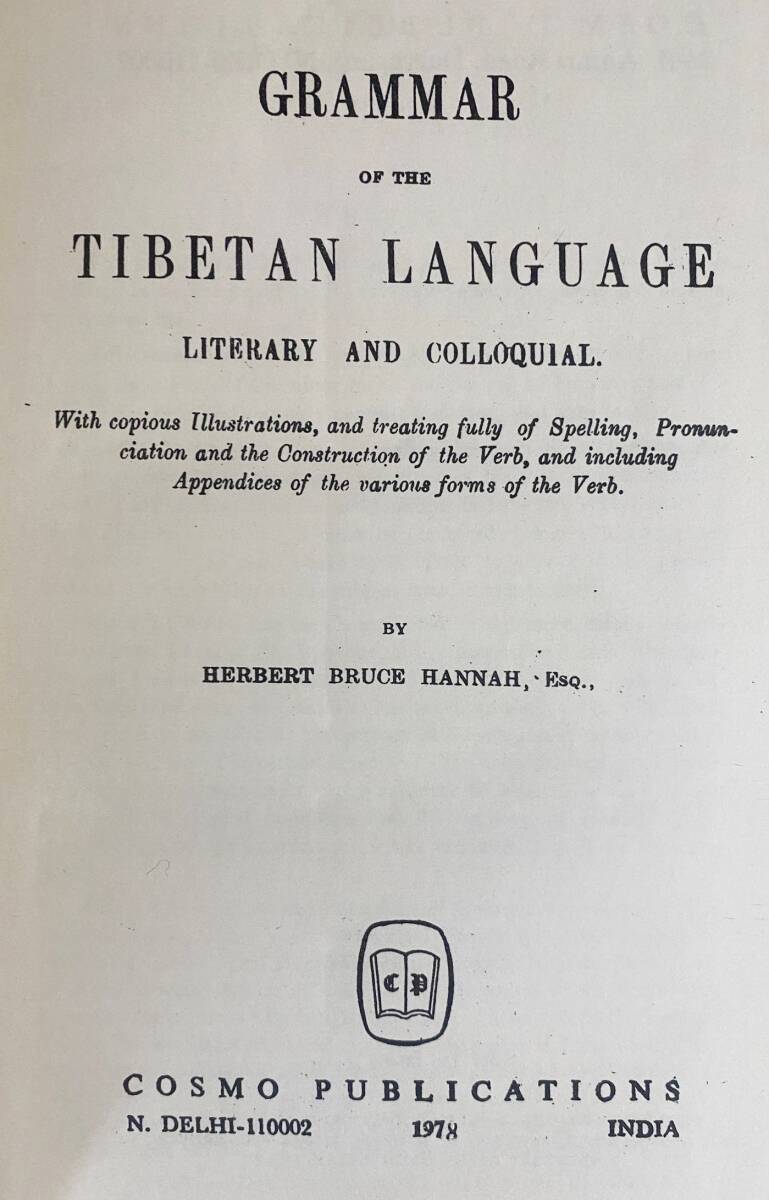 GRAMMAR
OF THE
TIBETAN LANGUAGE
LITERARY AND COLLOQUIAL.
With copious Illustrations, and treating fully of Spelling, Pronun-
ciation and the Construction of the Verb, and including
Appendices of the various forms of the Verb.
BY
HERBERT BRUCE HANNAH, Esq.,
C P
COSMO PUBLICATIONS
N. DELHI-110002 1978 INDIA